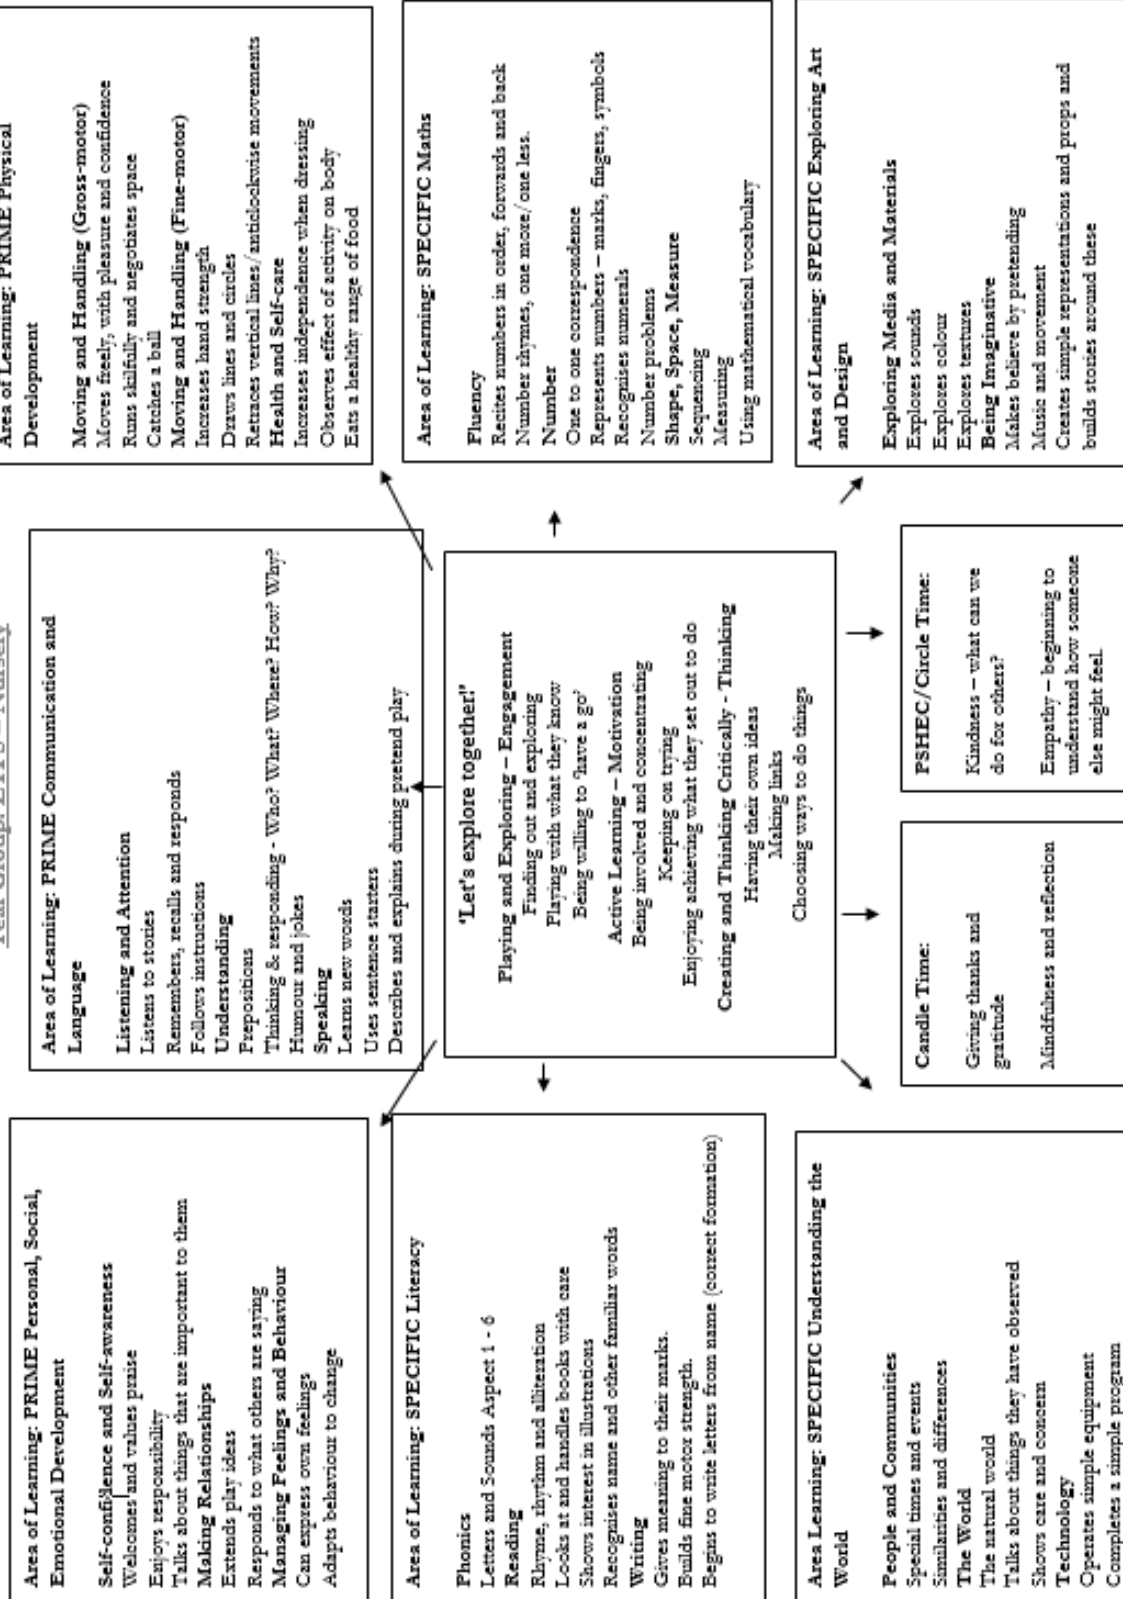 Year Group: EYFS – Nursery
Area of Learning: PRIME Personal, Social,
Emotional Development
Self-confidence and Self-awareness
Welcomes and values praise
Enjoys responsibility
Talks about things that are important to them
Making Relationships
Extends play ideas
Responds to what others are saying
Managing Feelings and Behaviour
Can express own feelings
Adapts behaviour to change
Area of Learning: PRIME Communication and
Language
Listening and Attention
Listens to stories
Remembers, recalls and responds
Follows instructions
Understanding
Prepositions
Thinking & responding - Who? What? Where? How? Why?
Humour and jokes
Speaking
Learns new words
Uses sentence starters
Describes and explains during pretend play
Area of Learning: PRIME Physical
Development
Moving and Handling (Gross-motor)
Moves freely, with pleasure and confidence
Runs skilfully and negotiates space
Catches a ball
Moving and Handling (Fine-motor)
Increases hand strength
Draws lines and circles
Retraces vertical lines/anticlockwise movements
Health and Self-care
Increases independence when dressing
Observes effect of activity on body
Eats a healthy range of food
Area of Learning: SPECIFIC Literacy
Phonics
Letters and Sounds Aspect 1 - 6
Reading
Rhyme, rhythm and alliteration
Looks at and handles books with care
Shows interest in illustrations
Recognises name and other familiar words
Writing
Gives meaning to their marks.
Builds fine motor strength.
Begins to write letters from name (correct formation)
'Let's explore together!'
Playing and Exploring – Engagement
Finding out and exploring
Playing with what they know
Being willing to 'have a go'
Active Learning – Motivation
Being involved and concentrating
Keeping on trying
Enjoying achieving what they set out to do
Creating and Thinking Critically - Thinking
Having their own ideas
Making links
Choosing ways to do things
Area of Learning: SPECIFIC Maths
Fluency
Recites numbers in order, forwards and back
Number rhymes, one more/one less.
Number
One to one correspondence
Represents numbers – marks, fingers, symbols
Recognises numerals
Number problems
Shape, Space, Measure
Sequencing
Measuring
Using mathematical vocabulary
Area Learning: SPECIFIC Understanding the
World
People and Communities
Special times and events
Similarities and differences
The World
The natural world
Talks about things they have observed
Shows care and concern
Technology
Operates simple equipment
Completes a simple program
Candle Time:
Giving thanks and
gratitude
Mindfulness and reflection
PSHEC/Circle Time:
Kindness – what can we
do for others?
Empathy – beginning to
understand how someone
else might feel.
Area of Learning: SPECIFIC Exploring Art
and Design
Exploring Media and Materials
Explores sounds
Explores colour
Explores textures
Being Imaginative
Makes believe by pretending
Music and movement
Creates simple representations and props and
builds stories around these